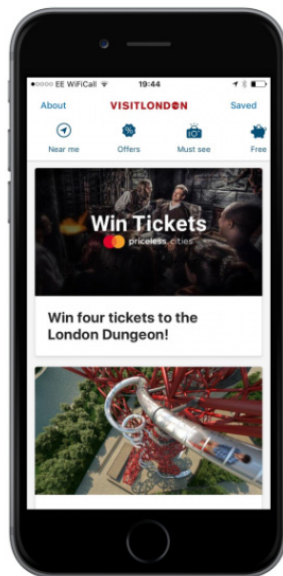 EE WiFiCall 19:44
About VISITLONDON Saved
Near me Offers Must see Free
Win Tickets
priceless cities
Win four tickets to the
London Dungeon!